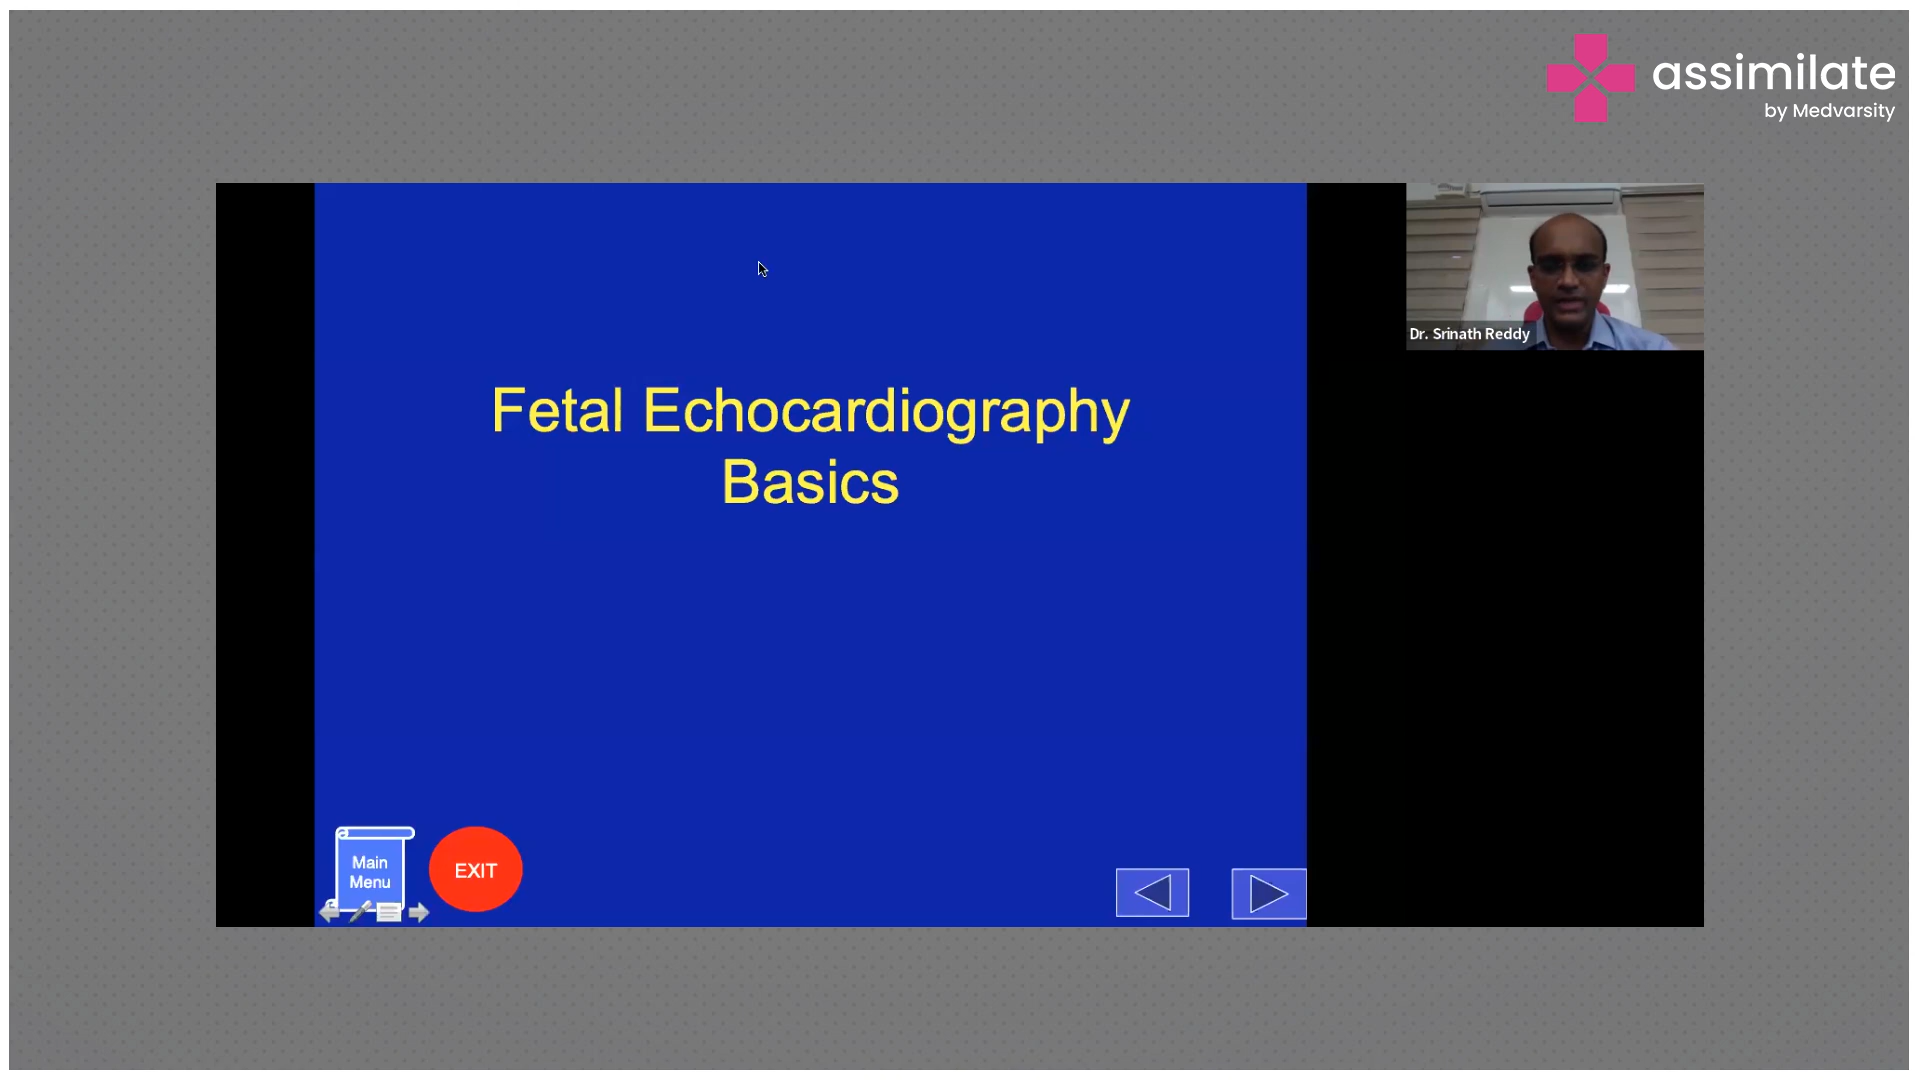 assimilate
by Medvarsity
Dr. Srinath Reddy
Fetal Echocardiography
Basics
Main
Menu
EXIT